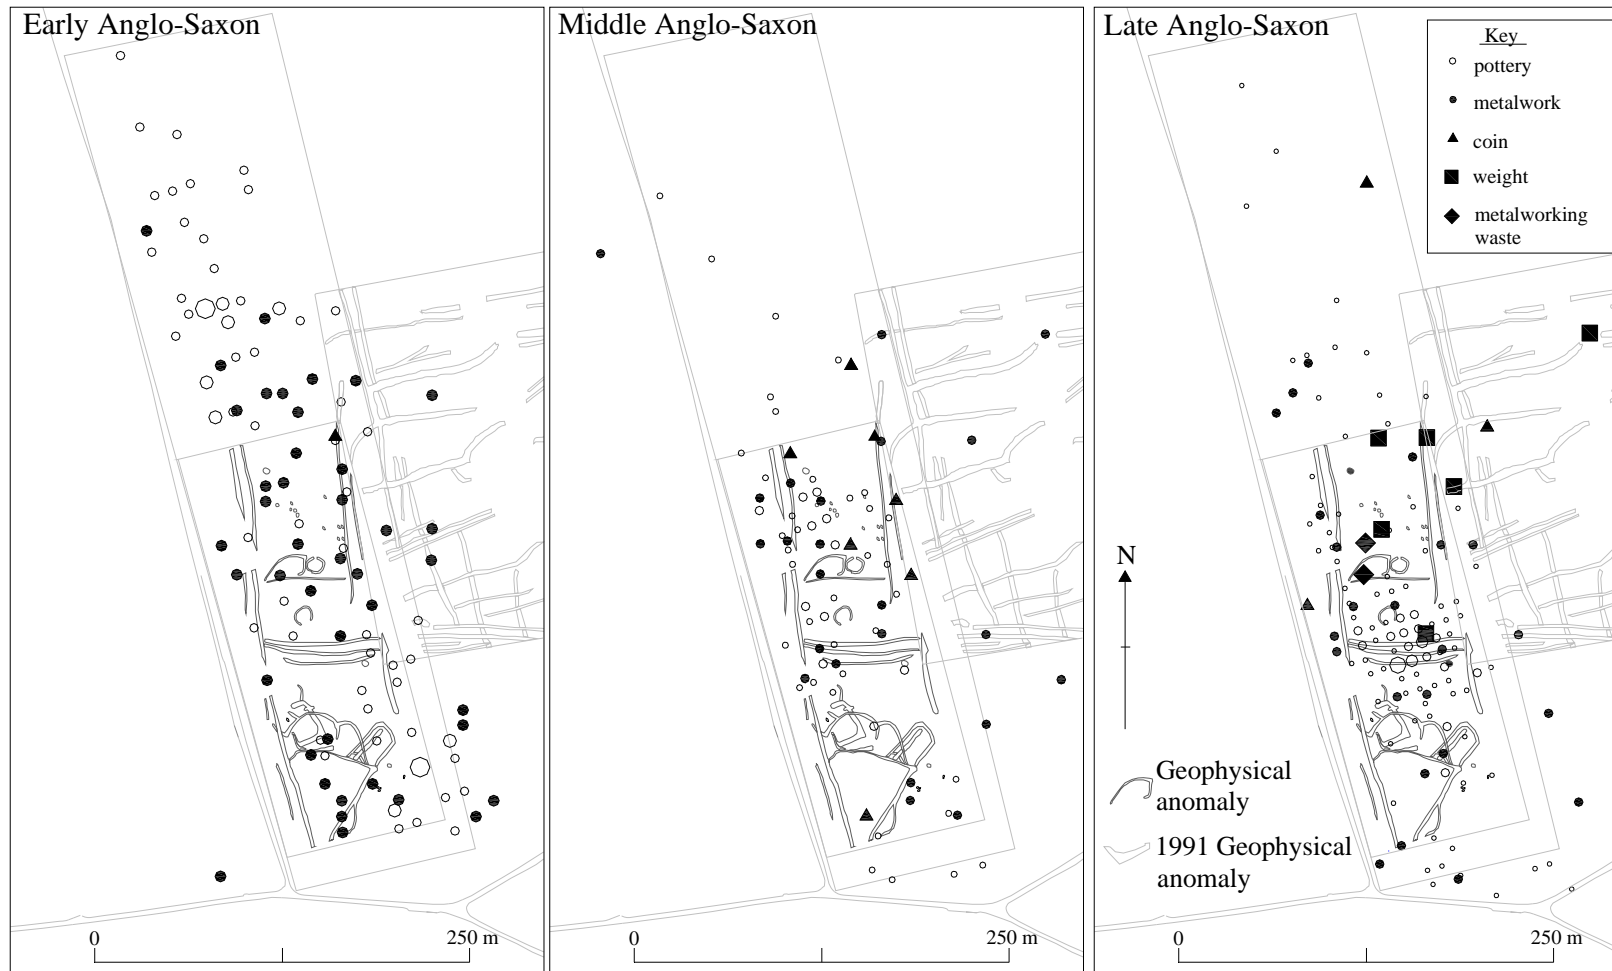 Early Anglo-Saxon
Middle Anglo-Saxon
Late Anglo-Saxon
Key
pottery
metalwork
coin
weight
metalworking
waste
N
Geophysical
anomaly
1991 Geophysical
anomaly
0 250 m
0 250 m
0 250 m